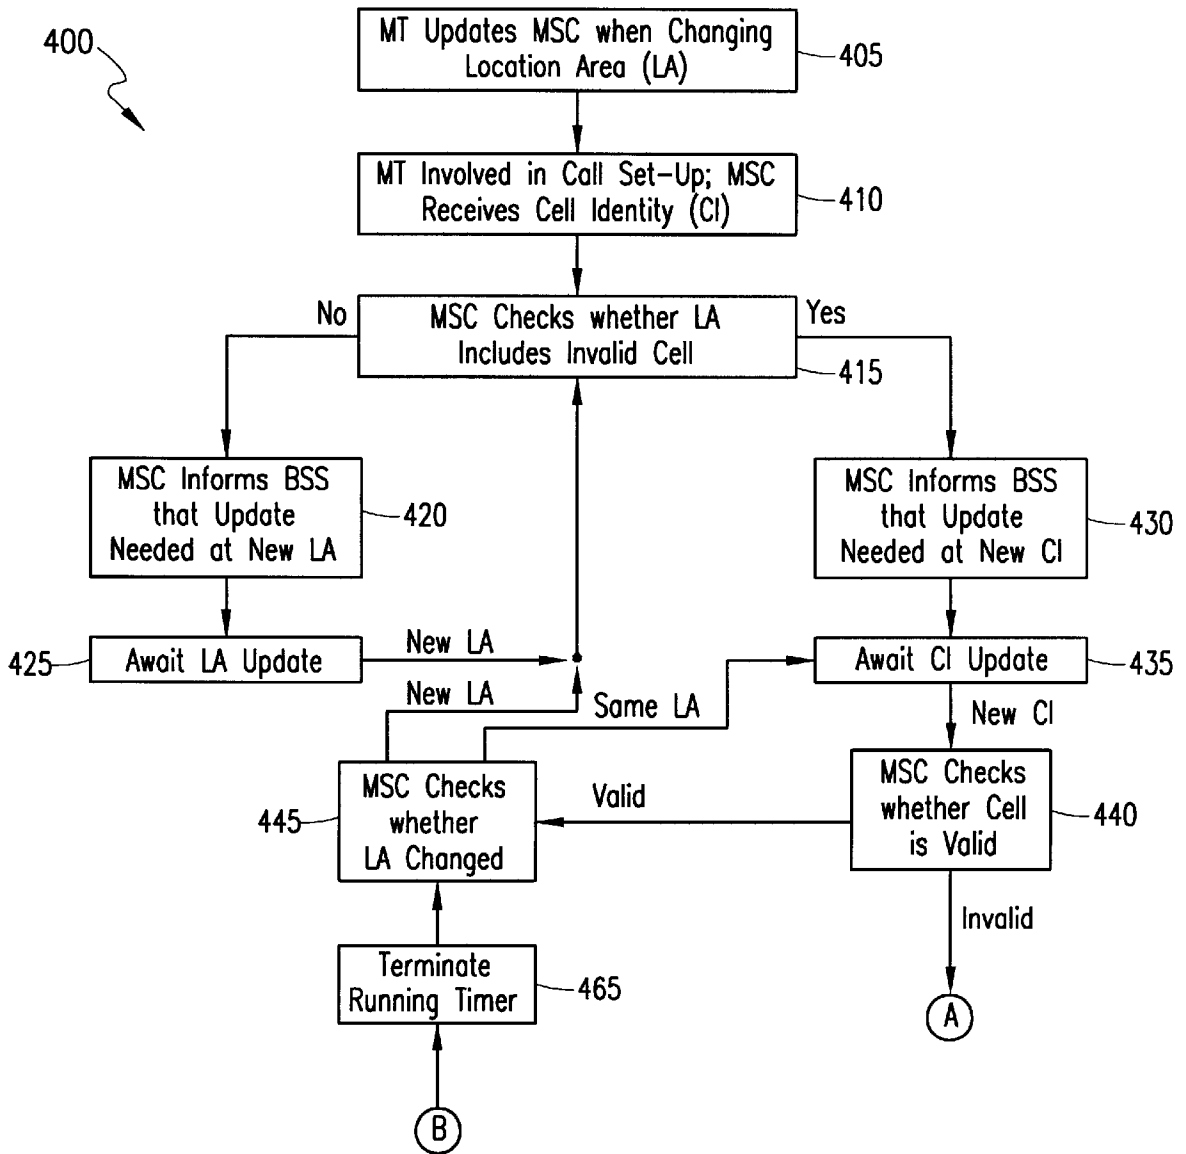 400
MT Updates MSC when Changing
Location Area (LA)
405
MT Involved in Call Set-Up; MSC
Receives Cell Identity (CI)
410
No
MSC Checks whether LA
Includes Invalid Cell
Yes
415
MSC Informs BSS
that Update
Needed at New LA
420
MSC Informs BSS
that Update
Needed at New CI
430
425
Await LA Update
New LA
Await CI Update
435
New LA
Same LA
New CI
445
MSC Checks
whether
LA Changed
Valid
MSC Checks
whether Cell
is Valid
440
Invalid
Terminate
Running Timer
465
A
B